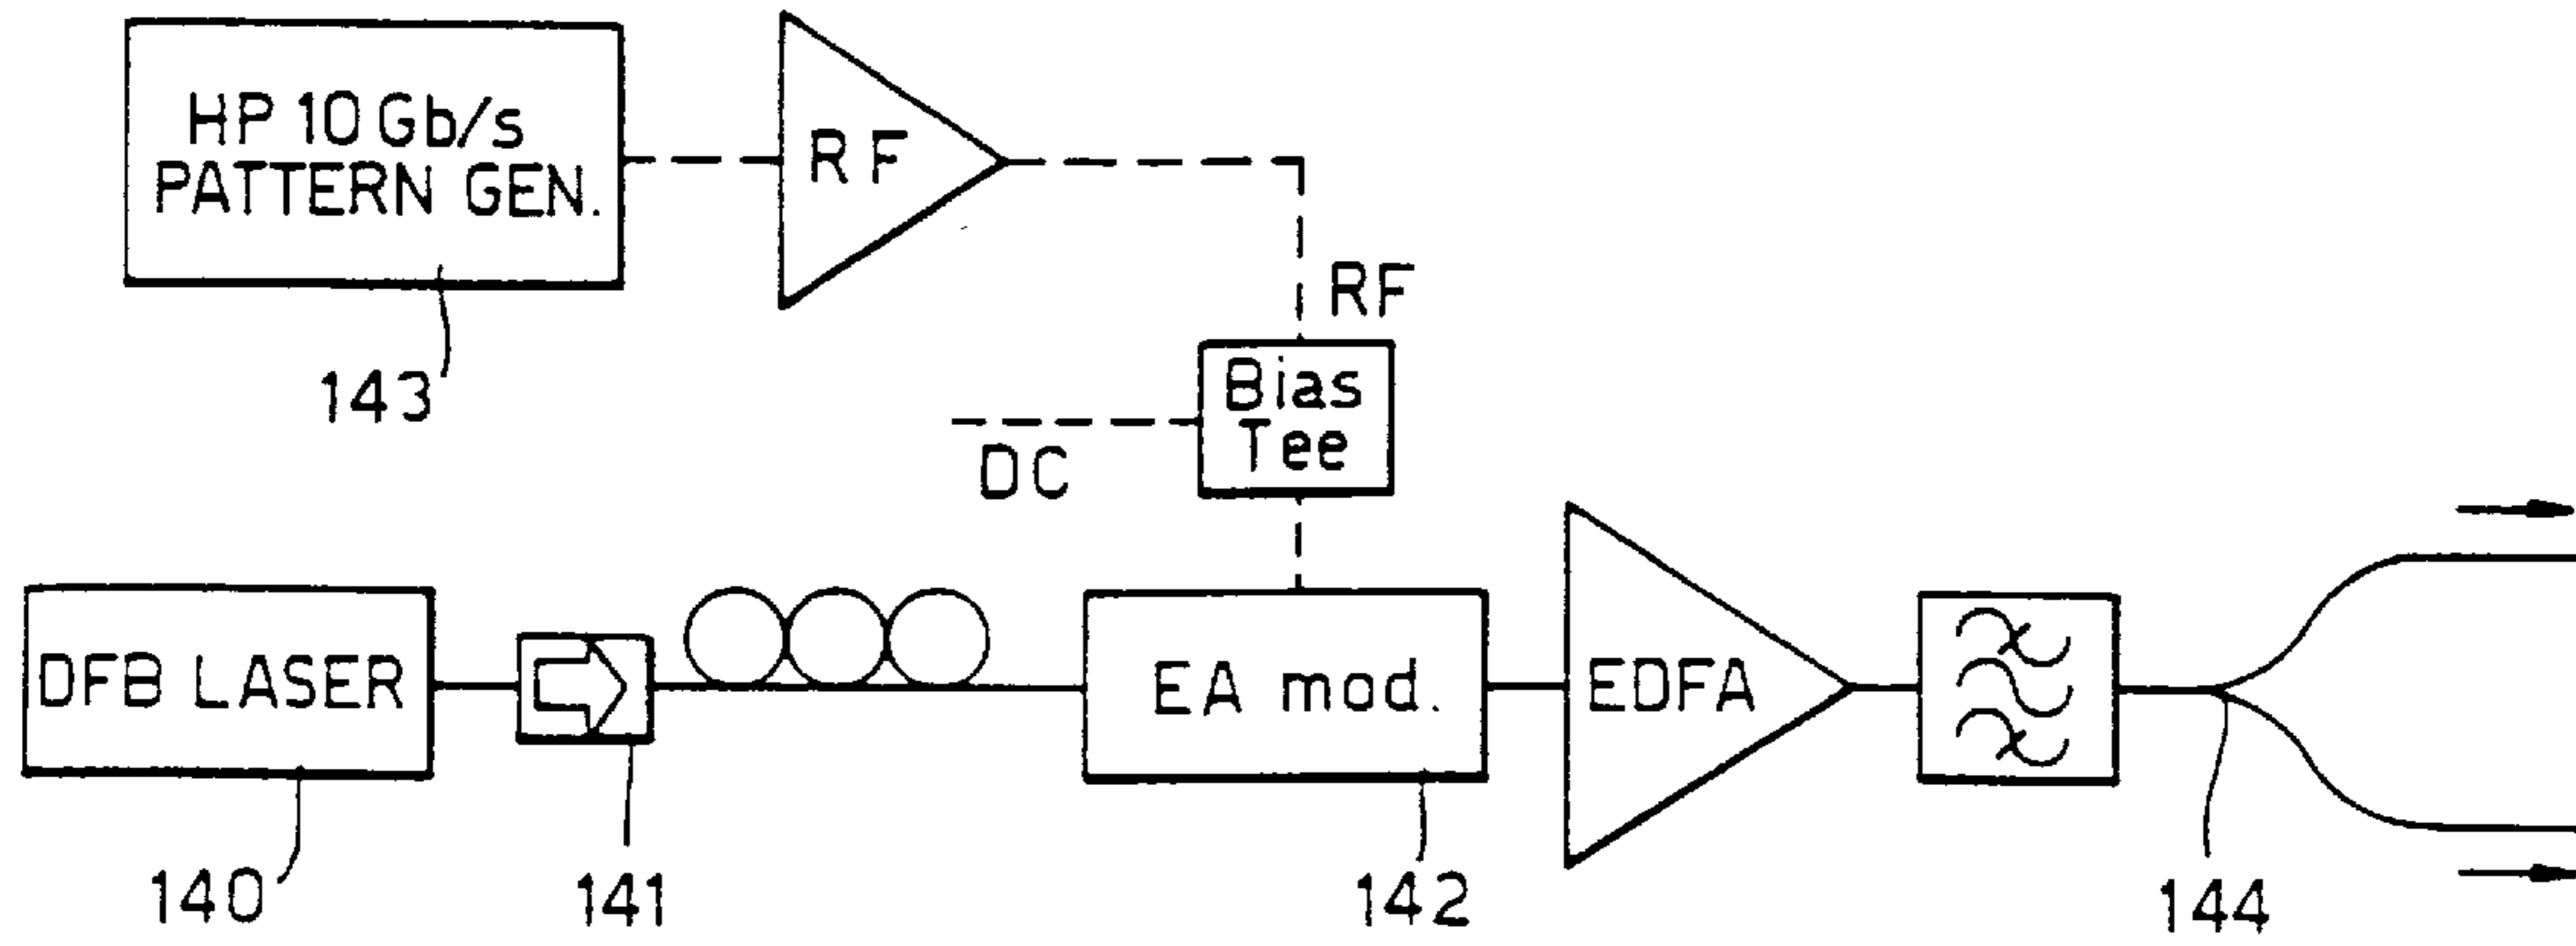 HP 10 Gb/s
PATTERN GEN.
RF
RF
143
Bias
Tee
DC
DFB LASER
EA mod.
EDFA
140
141
142
144